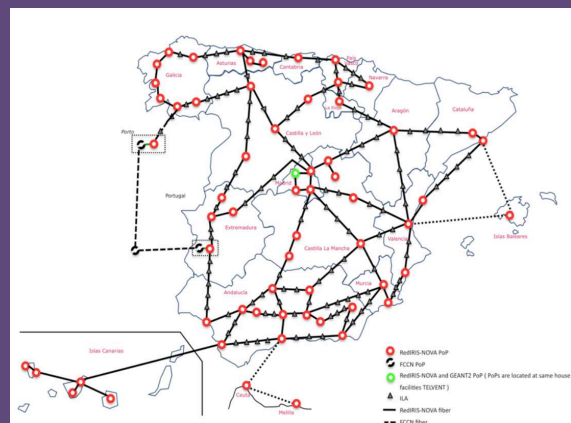 Asturias
Cantabria
País
Vasco
Galicia
Navarra
La Rioja
Aragón
Cataluña
Porto
Castilla y León
Madrid
Portugal
Extremadura
Castilla La Mancha
Valencia
Islas Baleares
Andalucía
Murcia
Islas Canarias
Ceuta
Melilla
RedIRIS-NOVA PoP
FCCN PoP
RedIRIS-NOVA and GEANT2 PoP ( PoPs are located at same house
facilities TELVENT )
ILA
RedIRIS-NOVA fiber
FCCN fiber